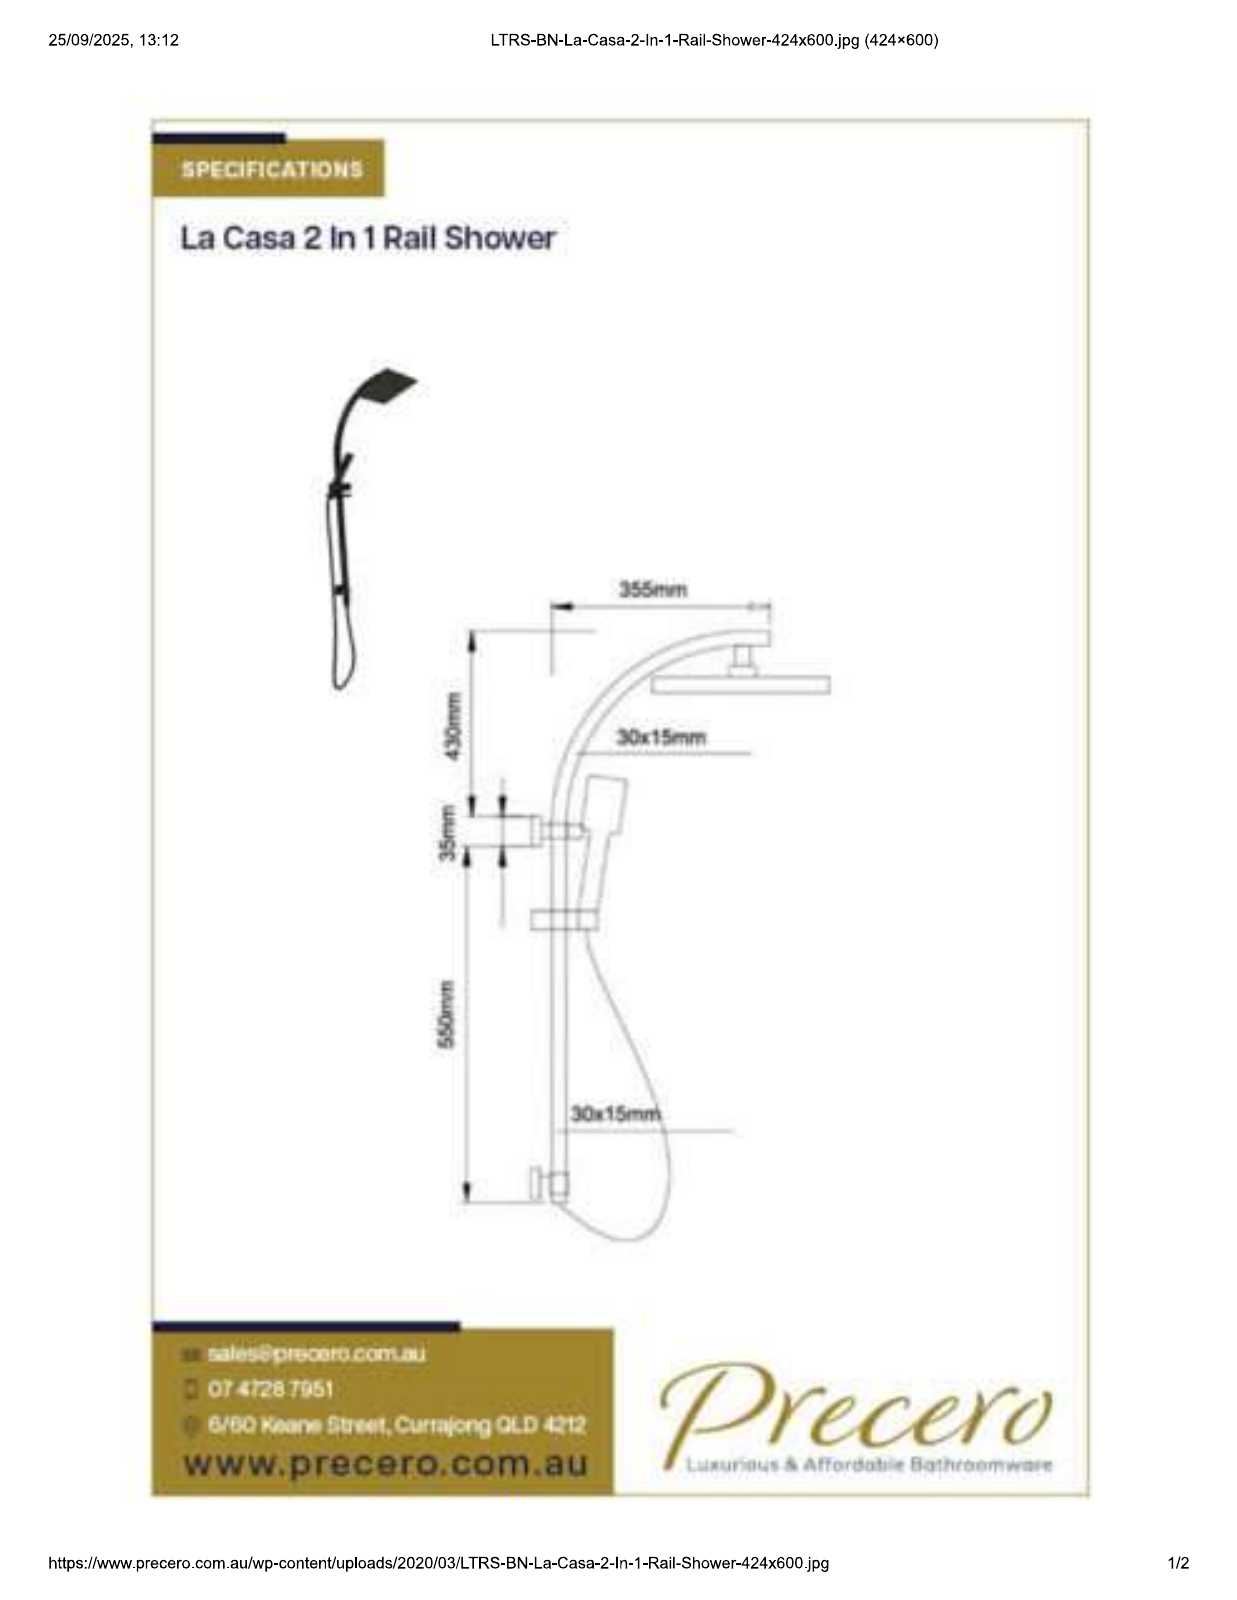 25/09/2025, 13:12
LTRS-BN-La-Casa-2-In-1-Rail-Shower-424x600.jpg (424×600)
SPECIFICATIONS
La Casa 2 In 1 Rail Shower
355mm
430mm
30x15mm
35mm
550mm
30x15mm
sales@precero.com.au
07 4728 7951
6/60 Keane Street, Currajong QLD 4212
www.precero.com.au
Precero
Luxurious & Affordable Bathroomware
https://www.precero.com.au/wp-content/uploads/2020/03/LTRS-BN-La-Casa-2-In-1-Rail-Shower-424x600.jpg
1/2